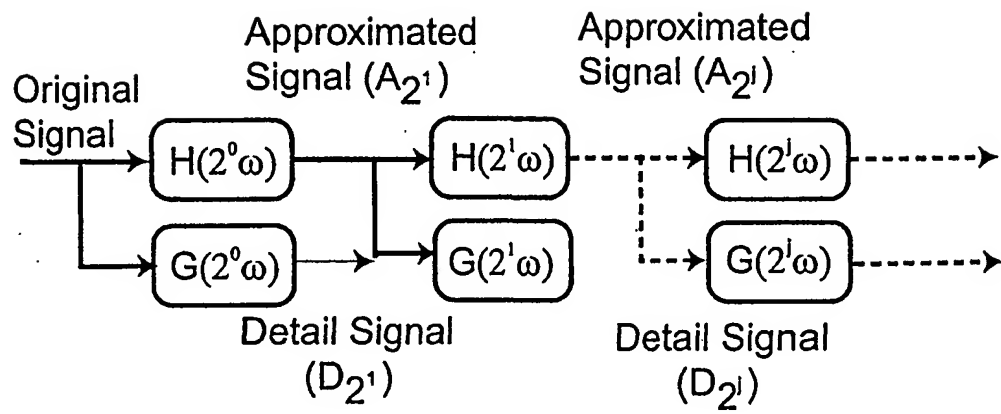 Approximated
Signal (A₂¹)
Approximated
Signal (A₂ʲ)
Original
Signal
H(2⁰ω)
H(2¹ω)
H(2ʲω)
G(2⁰ω)
G(2¹ω)
G(2ʲω)
Detail Signal
(D₂¹)
Detail Signal
(D₂ʲ)